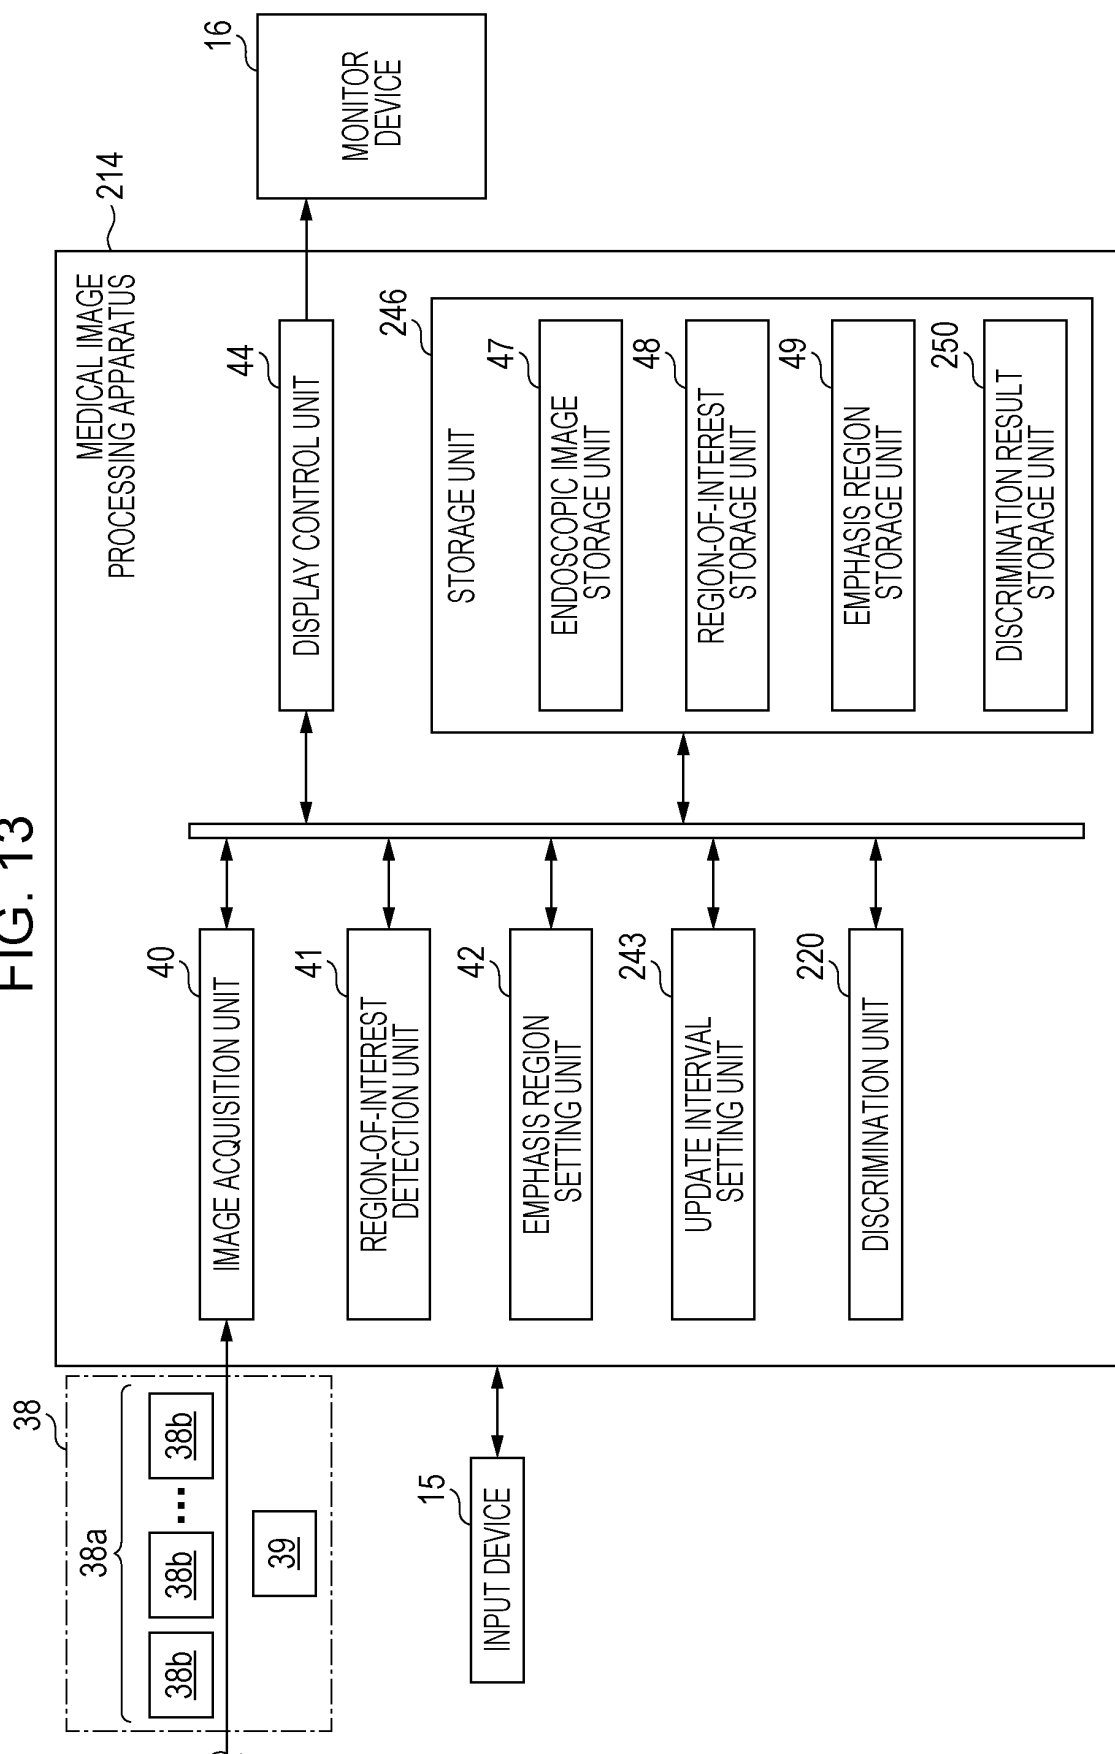 FIG. 13
38
38a
38b
38b
...
38b
39
15
INPUT DEVICE
MEDICAL IMAGE
PROCESSING APPARATUS
214
40
IMAGE ACQUISITION UNIT
41
REGION-OF-INTEREST
DETECTION UNIT
42
EMPHASIS REGION
SETTING UNIT
243
UPDATE INTERVAL
SETTING UNIT
220
DISCRIMINATION UNIT
44
DISPLAY CONTROL UNIT
246
STORAGE UNIT
47
ENDOSCOPIC IMAGE
STORAGE UNIT
48
REGION-OF-INTEREST
STORAGE UNIT
49
EMPHASIS REGION
STORAGE UNIT
250
DISCRIMINATION RESULT
STORAGE UNIT
16
MONITOR
DEVICE